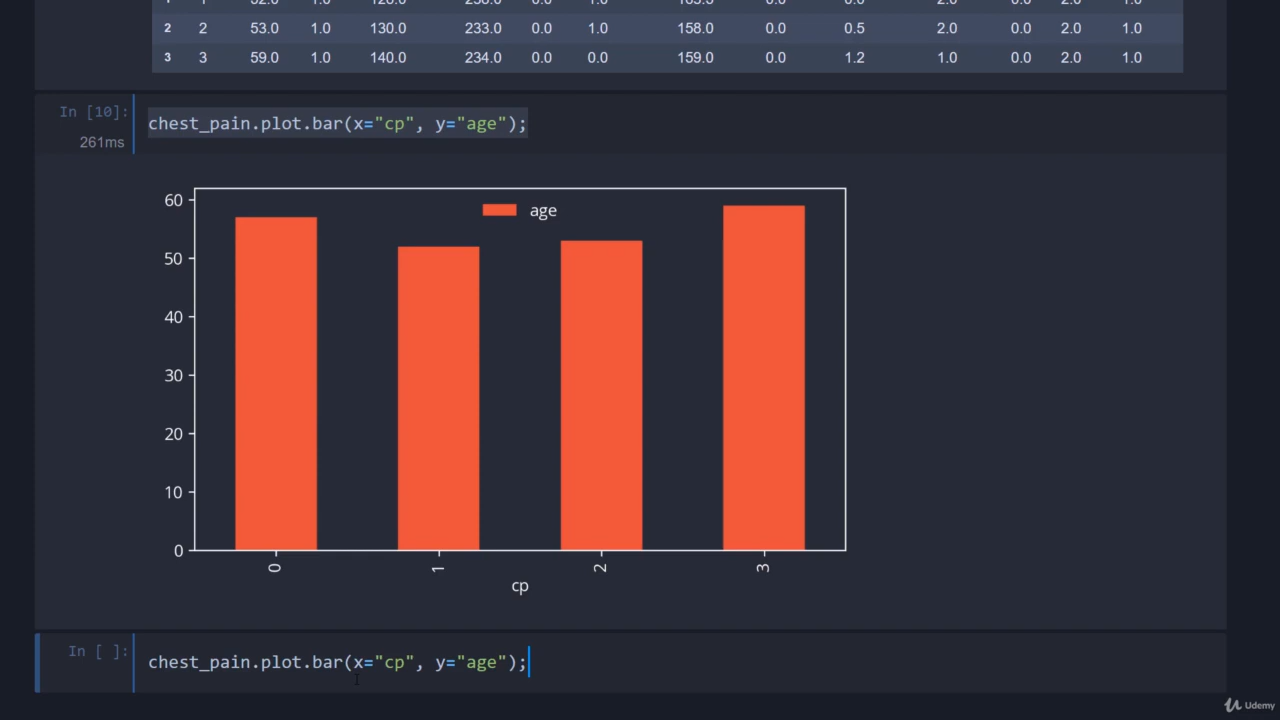 2 2 53.0 1.0 130.0 233.0 0.0 1.0 158.0 0.0 0.5 2.0 0.0 2.0 1.0
3 3 59.0 1.0 140.0 234.0 0.0 0.0 159.0 0.0 1.2 1.0 0.0 2.0 1.0
In [10]: chest_pain.plot.bar(x="cp", y="age");
261ms
60
age
50
40
30
20
10
0
0 1 2 3
cp
In [ ]: chest_pain.plot.bar(x="cp", y="age");
Udemy